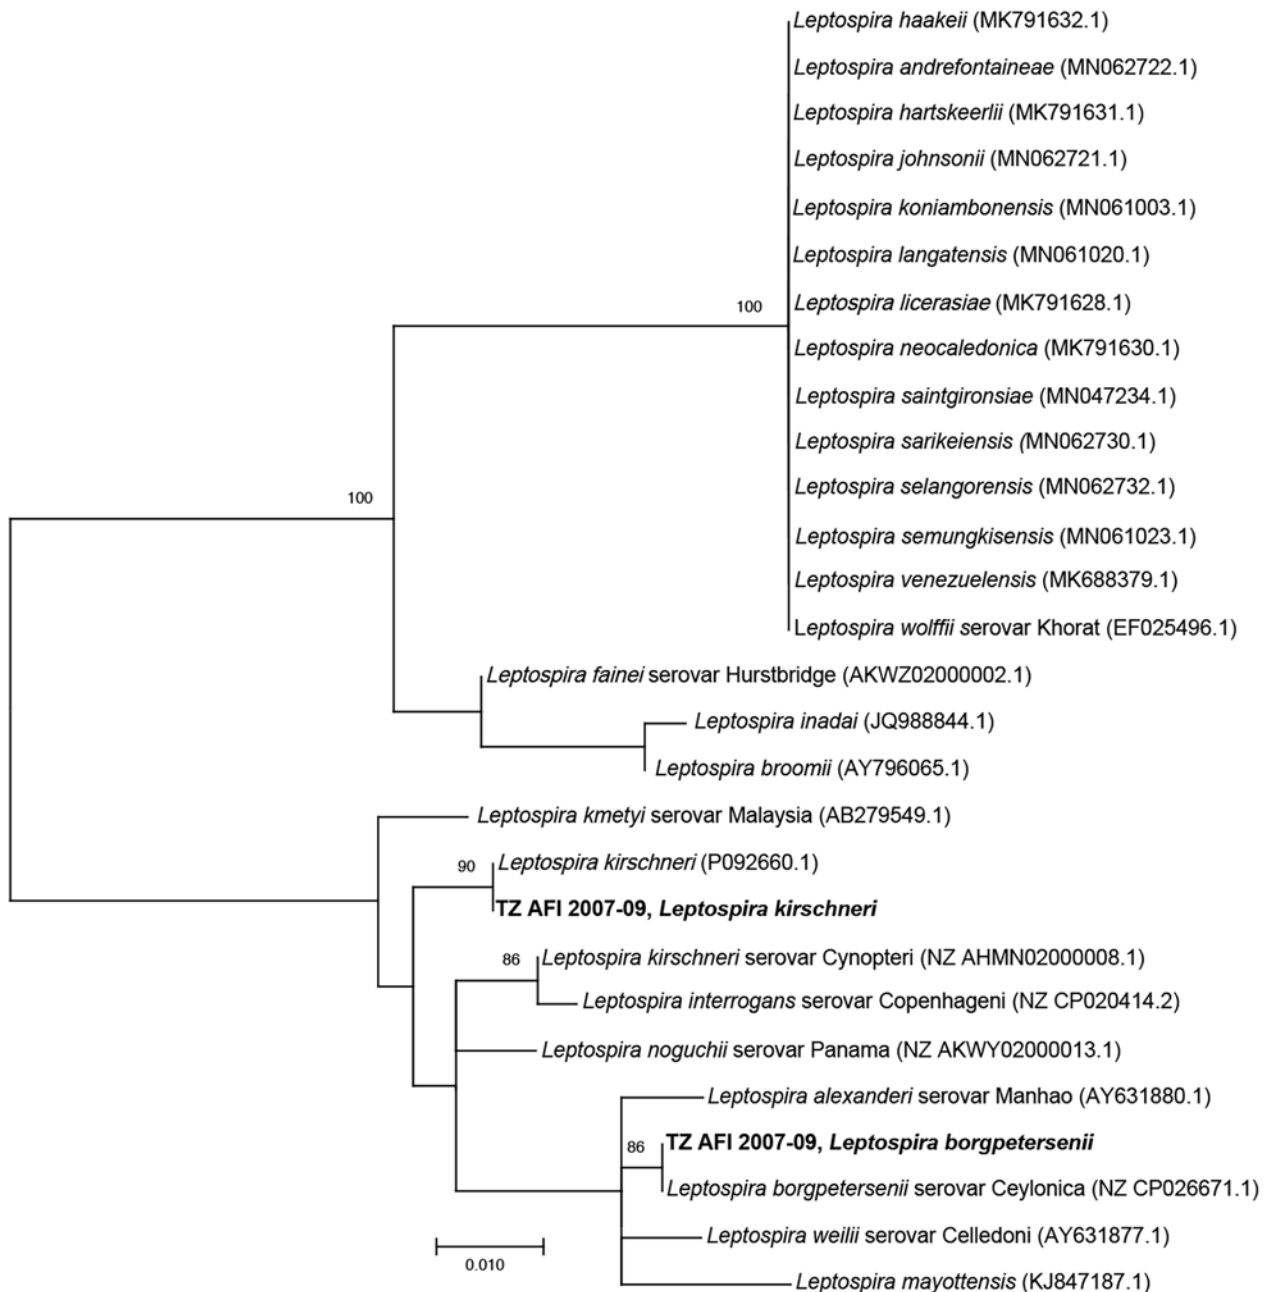 Leptospira haakeii (MK791632.1)
Leptospira andrefontaineae (MN062722.1)
Leptospira hartskeerlii (MK791631.1)
Leptospira johnsonii (MN062721.1)
Leptospira koniambonensis (MN061003.1)
Leptospira langatensis (MN061020.1)
100
Leptospira licerasiae (MK791628.1)
Leptospira neocaledonica (MK791630.1)
Leptospira saintgironsiae (MN047234.1)
Leptospira sarikeiensis (MN062730.1)
Leptospira selangorensis (MN062732.1)
100
Leptospira semungkisensis (MN061023.1)
Leptospira venezuelensis (MK688379.1)
Leptospira wolffii serovar Khorat (EF025496.1)
Leptospira fainei serovar Hurstbridge (AKWZ02000002.1)
Leptospira inadai (JQ988844.1)
Leptospira broomii (AY796065.1)
Leptospira kmetyi serovar Malaysia (AB279549.1)
90
Leptospira kirschneri (P092660.1)
TZ AFI 2007-09, Leptospira kirschneri
86
Leptospira kirschneri serovar Cynopteri (NZ AHMN02000008.1)
Leptospira interrogans serovar Copenhageni (NZ CP020414.2)
Leptospira noguchii serovar Panama (NZ AKWY02000013.1)
Leptospira alexanderi serovar Manhao (AY631880.1)
86
TZ AFI 2007-09, Leptospira borgpetersenii
Leptospira borgpetersenii serovar Ceylonica (NZ CP026671.1)
Leptospira weilii serovar Celledoni (AY631877.1)
0.010
Leptospira mayottensis (KJ847187.1)